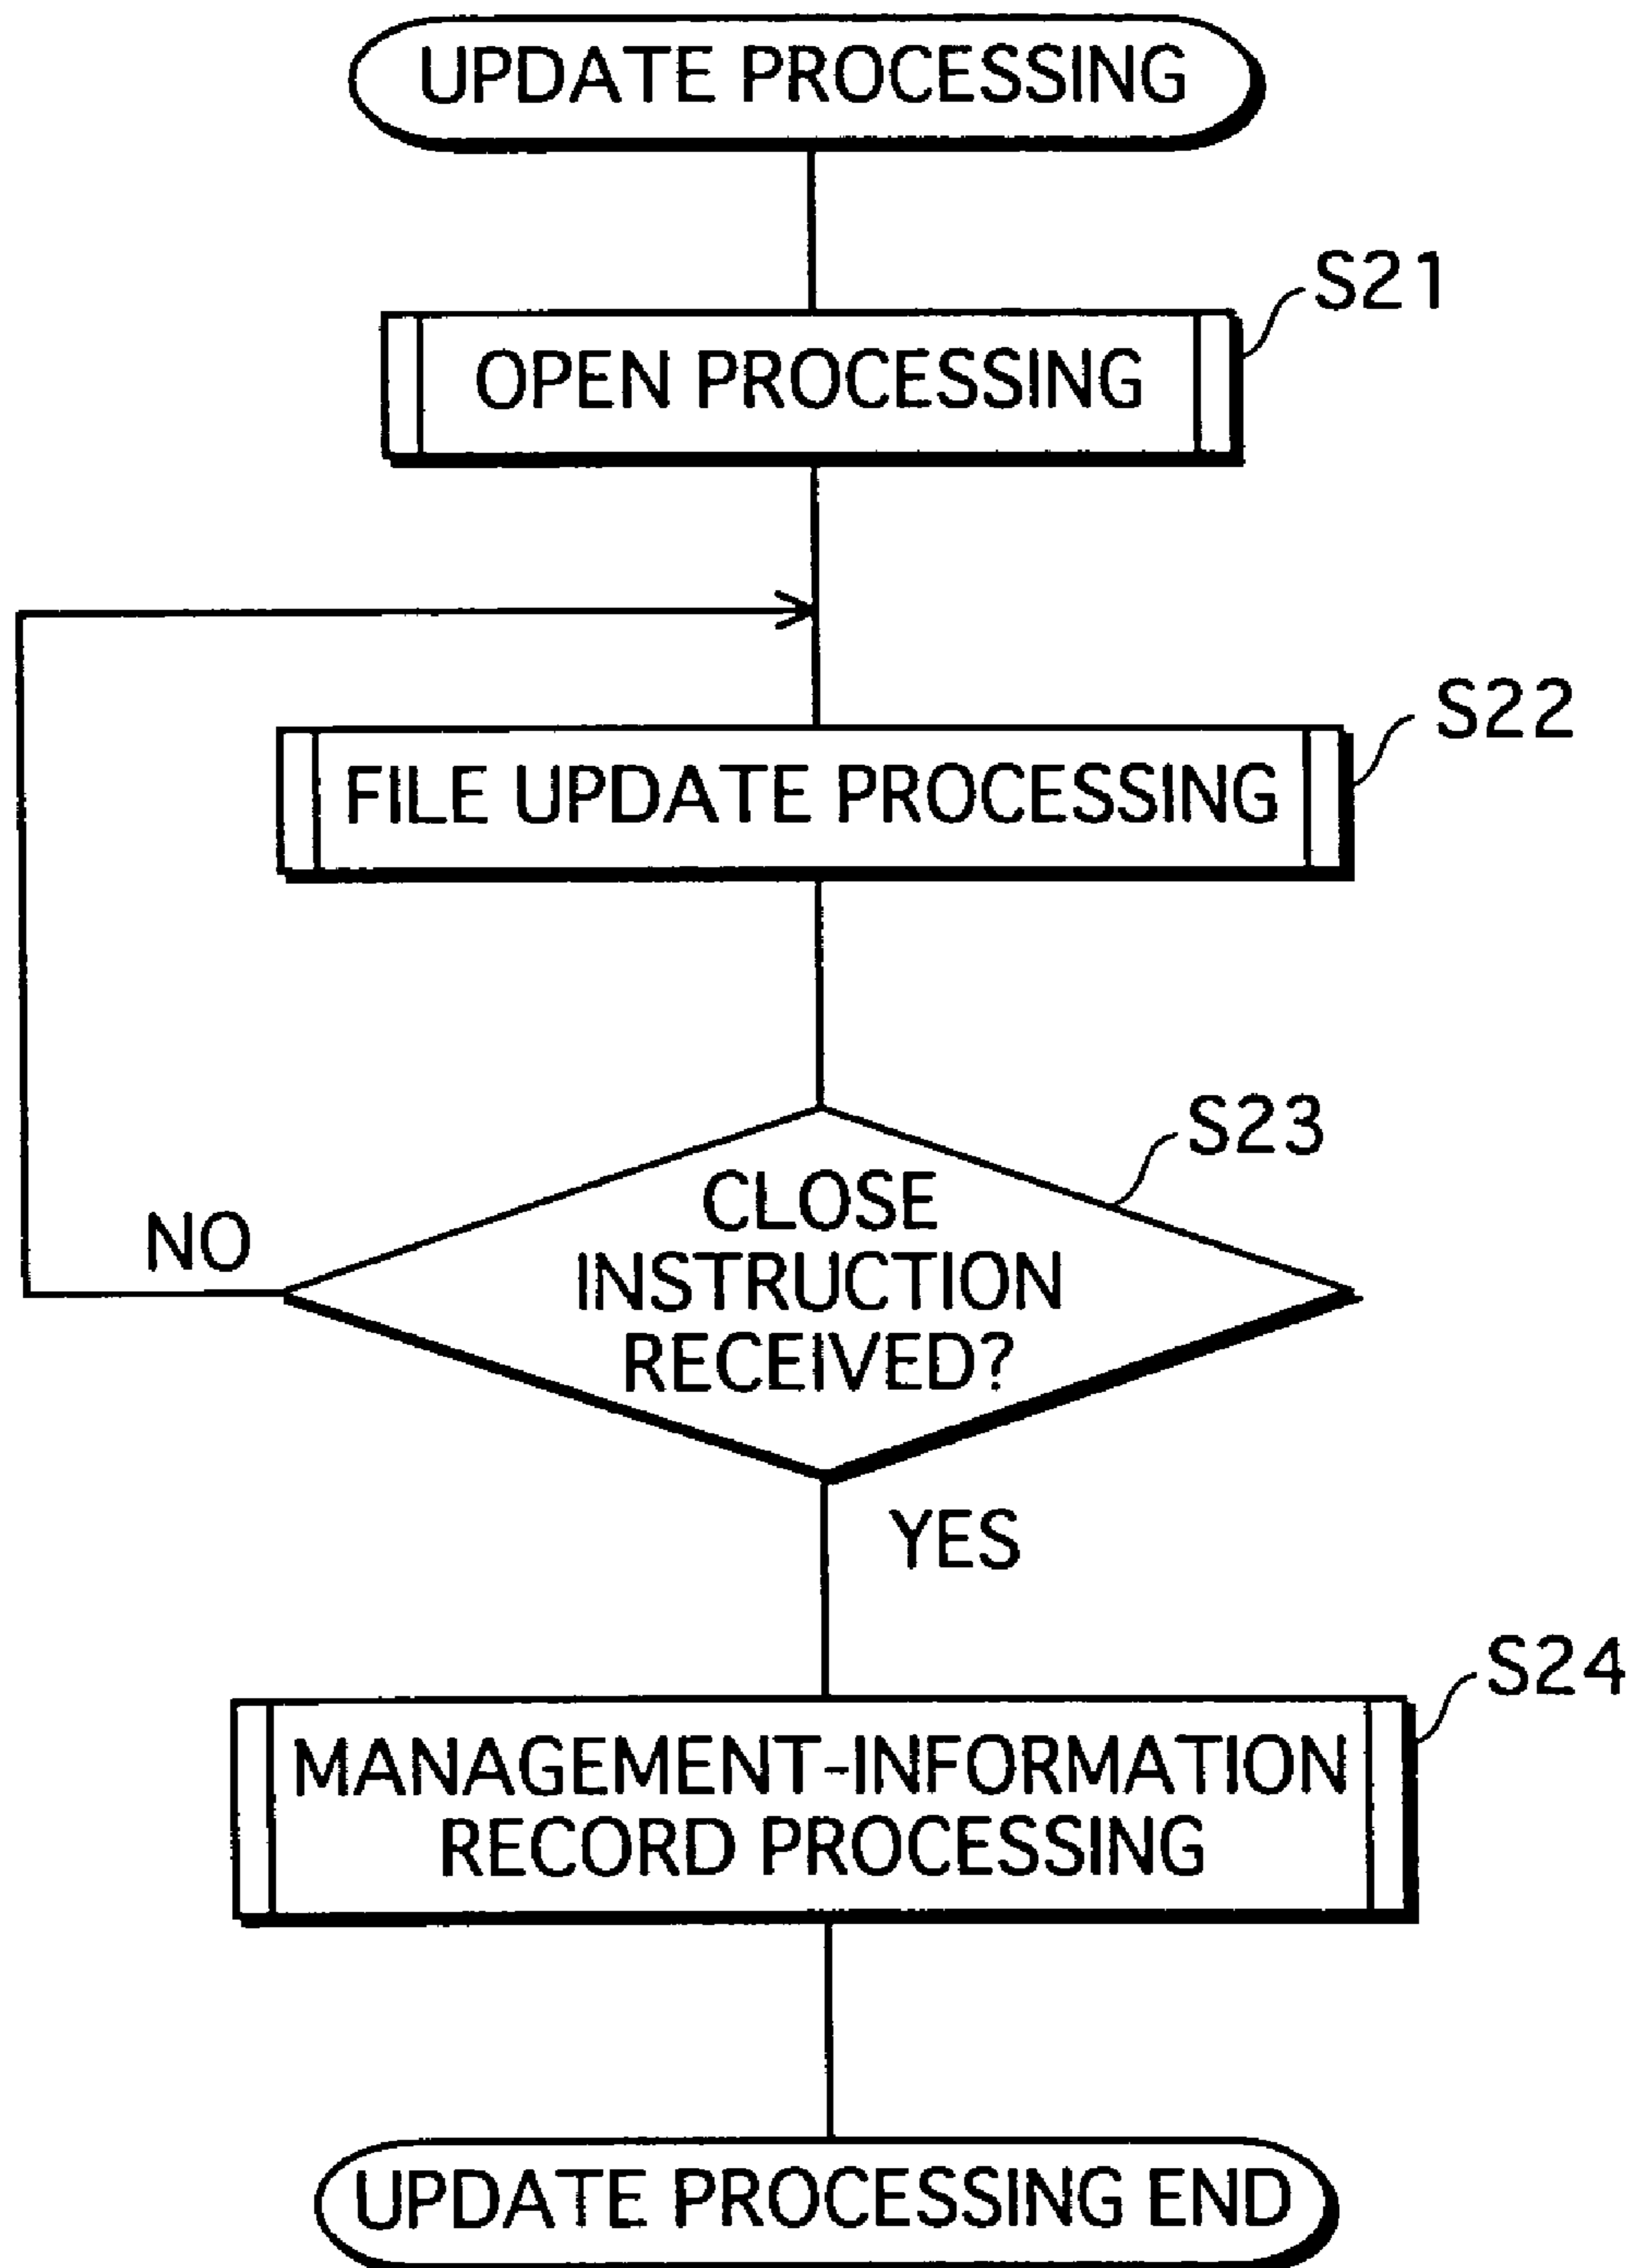 UPDATE PROCESSING
S21
OPEN PROCESSING
S22
FILE UPDATE PROCESSING
S23
CLOSE
INSTRUCTION
RECEIVED?
NO
YES
S24
MANAGEMENT-INFORMATION
RECORD PROCESSING
UPDATE PROCESSING END